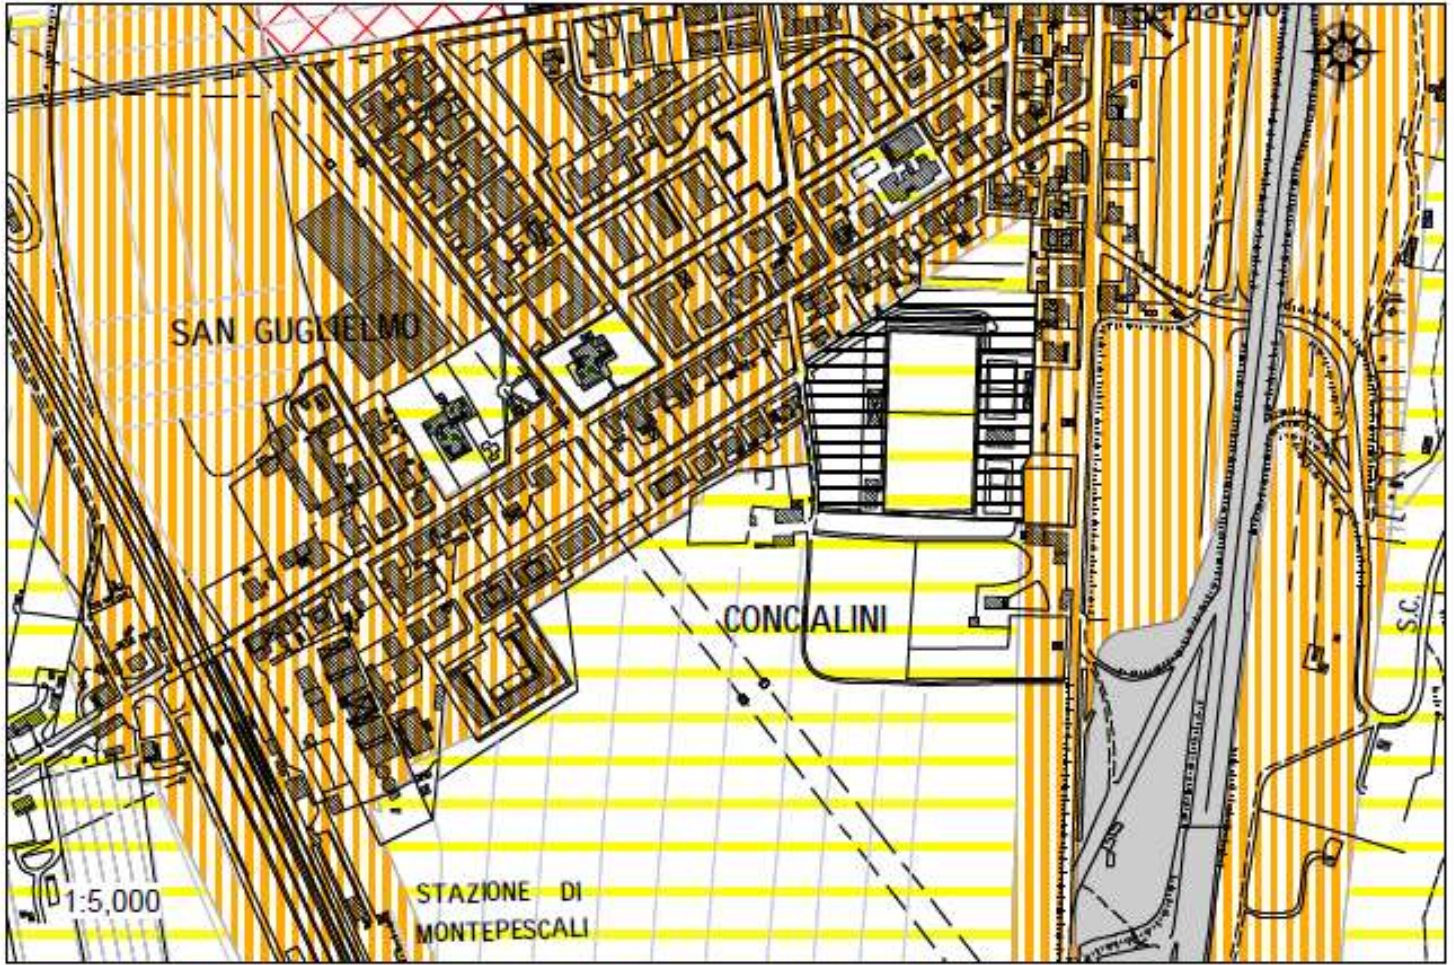 SAN GUGLIELMO
CONCIALINI
S.C.
1:5,000
STAZIONE DI
MONTEPESCALI